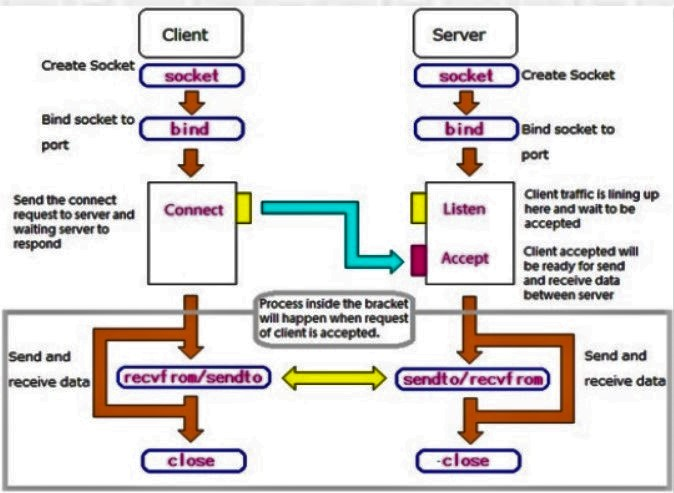 Client
Server
Create Socket
socket
socket
Create Socket
Bind socket to
port
bind
bind
Bind socket to
port
Send the connect
request to server and
waiting server to
respond
Connect
Listen
Client traffic is lining up
here and wait to be
accepted
Accept
Client accepted will
be ready for send
and receive data
between server
Process inside the bracket
will happen when request
of client is accepted.
Send and
receive data
recvfrom/sendto
sendto/recvfrom
Send and
receive data
close
close